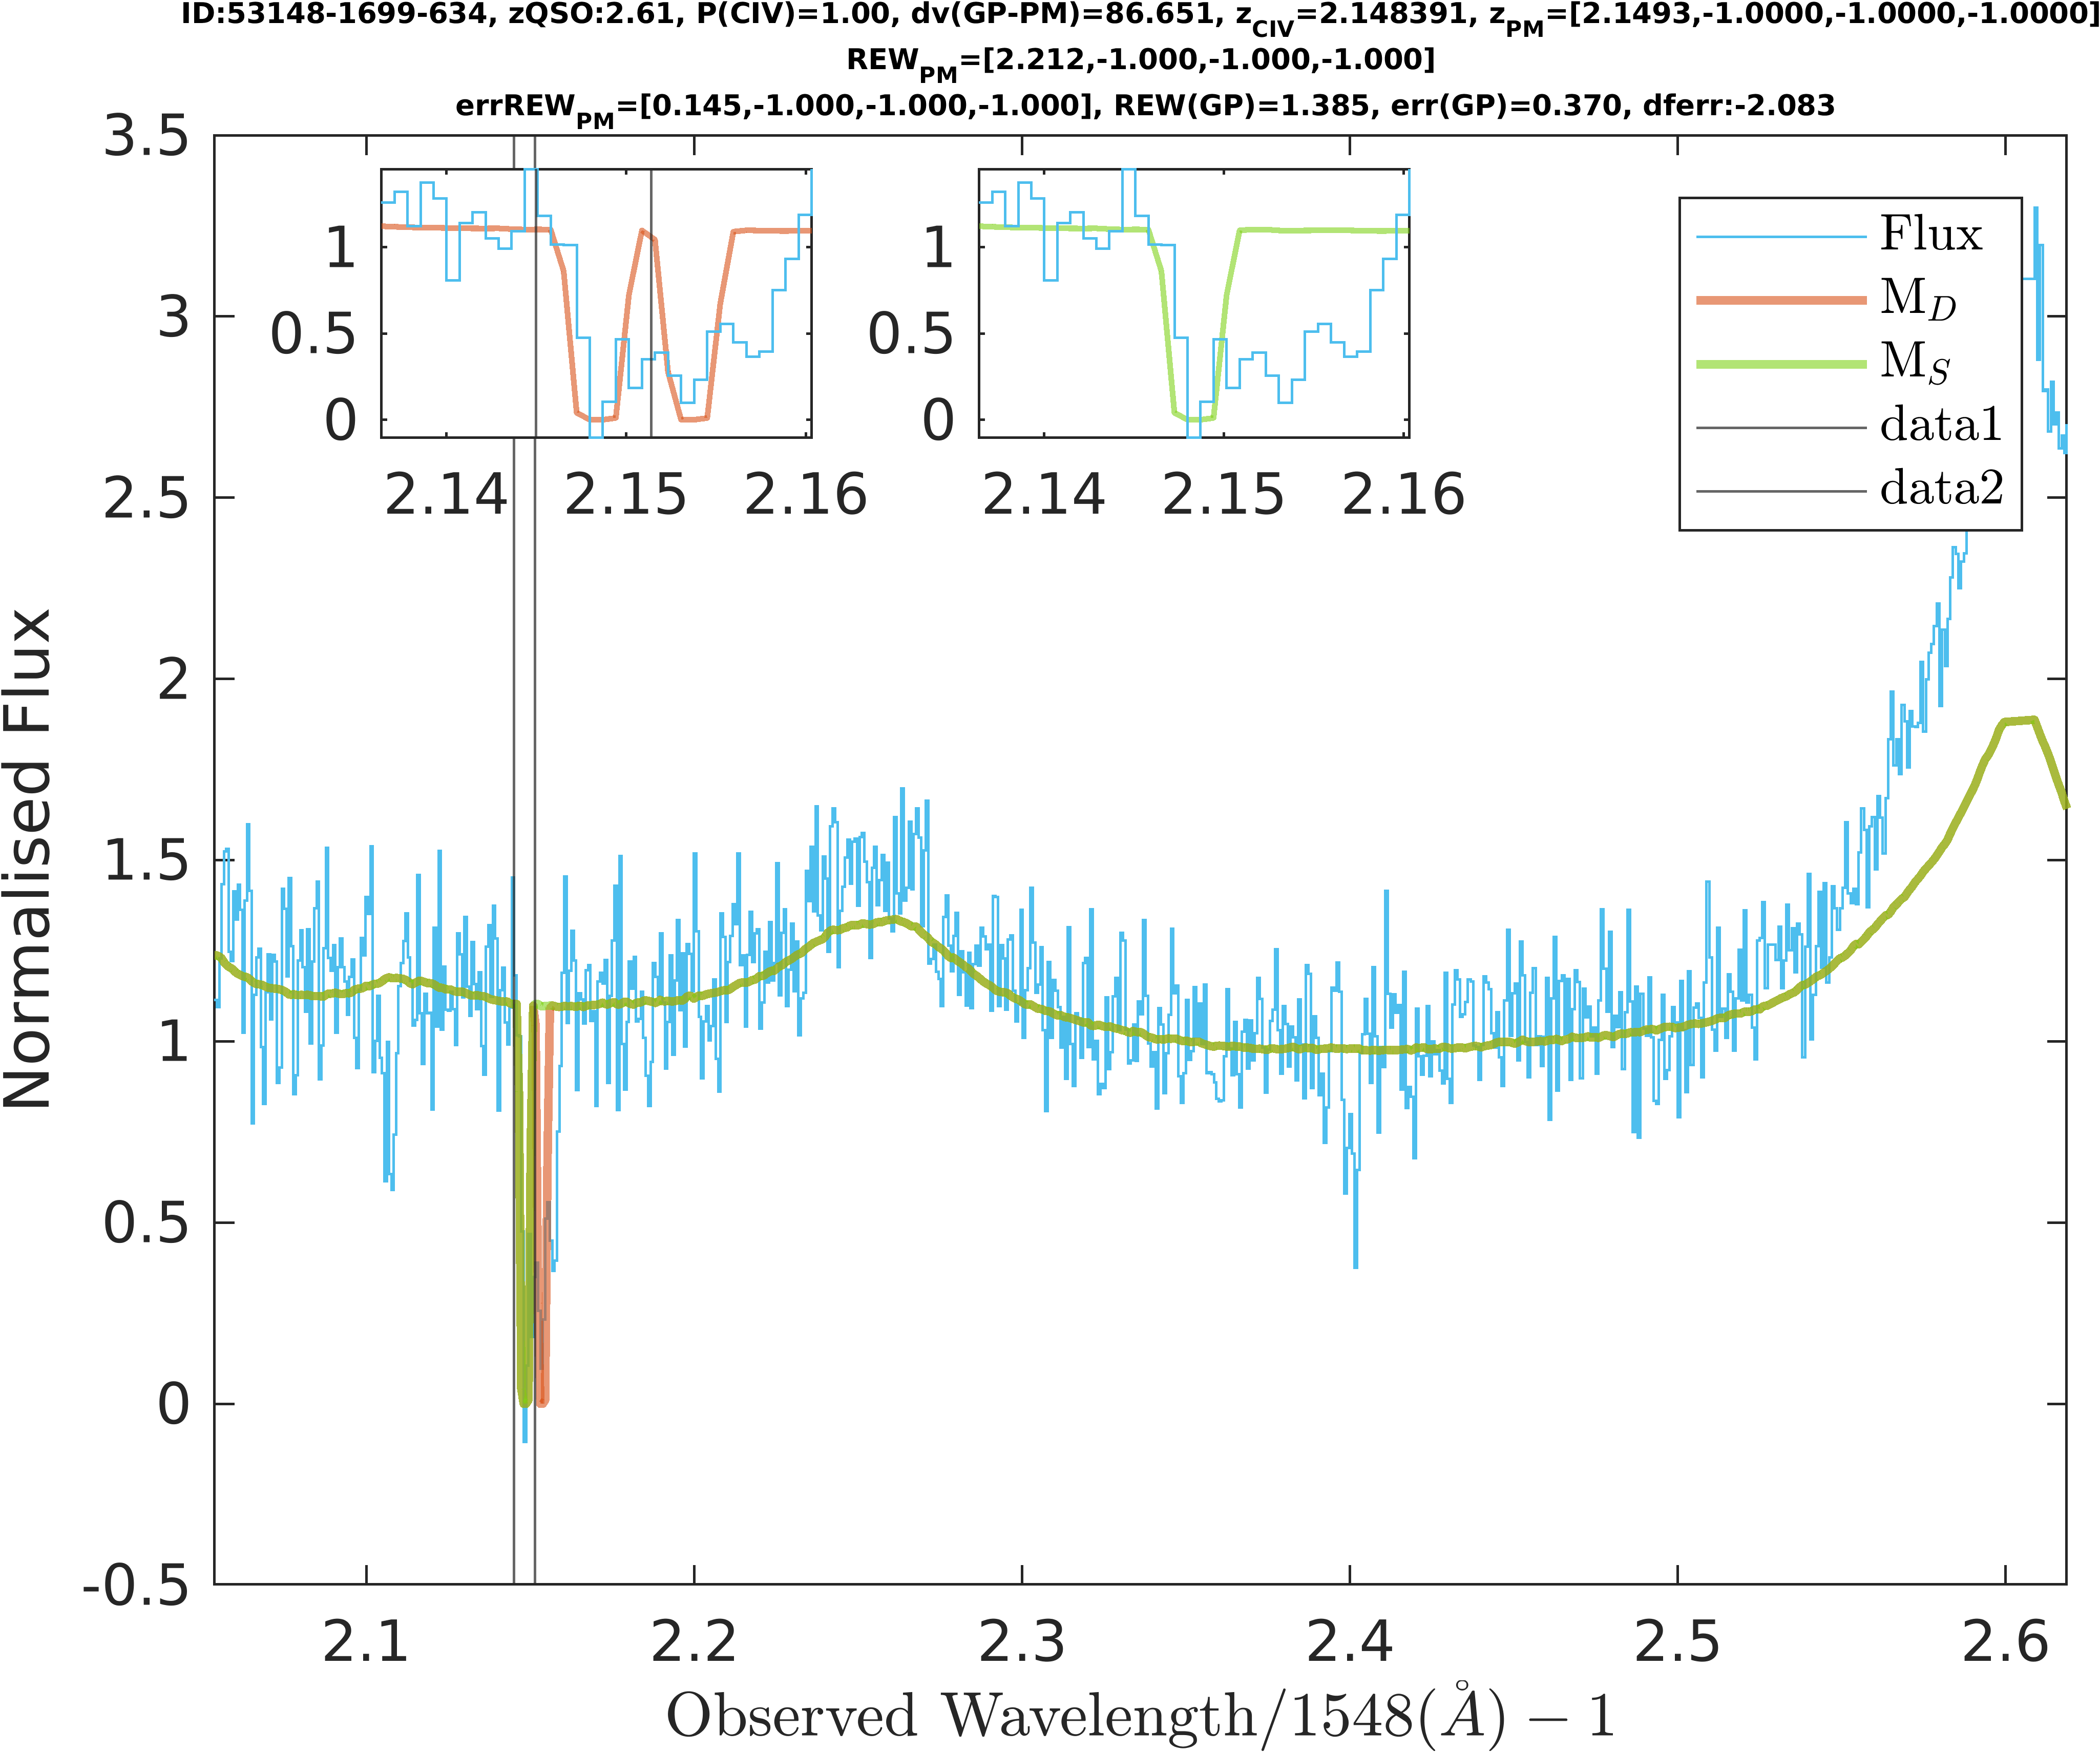 ID:53148-1699-634, zQSO:2.61, P(CIV)=1.00, dv(GP-PM)=86.651, zCIV=2.148391, zPM=[2.1493,-1.0000,-1.0000,-1.0000]
REWPM=[2.212,-1.000,-1.000,-1.000]
errREWPM=[0.145,-1.000,-1.000,-1.000], REW(GP)=1.385, err(GP)=0.370, dferr:-2.083
3.5
3
2.5
2
1.5
1
0.5
0
-0.5
Normalised Flux
1
0.5
0
2.14 2.15 2.16
1
0.5
0
2.14 2.15 2.16
Flux
MD
MS
data1
data2
2.1 2.2 2.3 2.4 2.5 2.6
Observed Wavelength/1548(Å) − 1